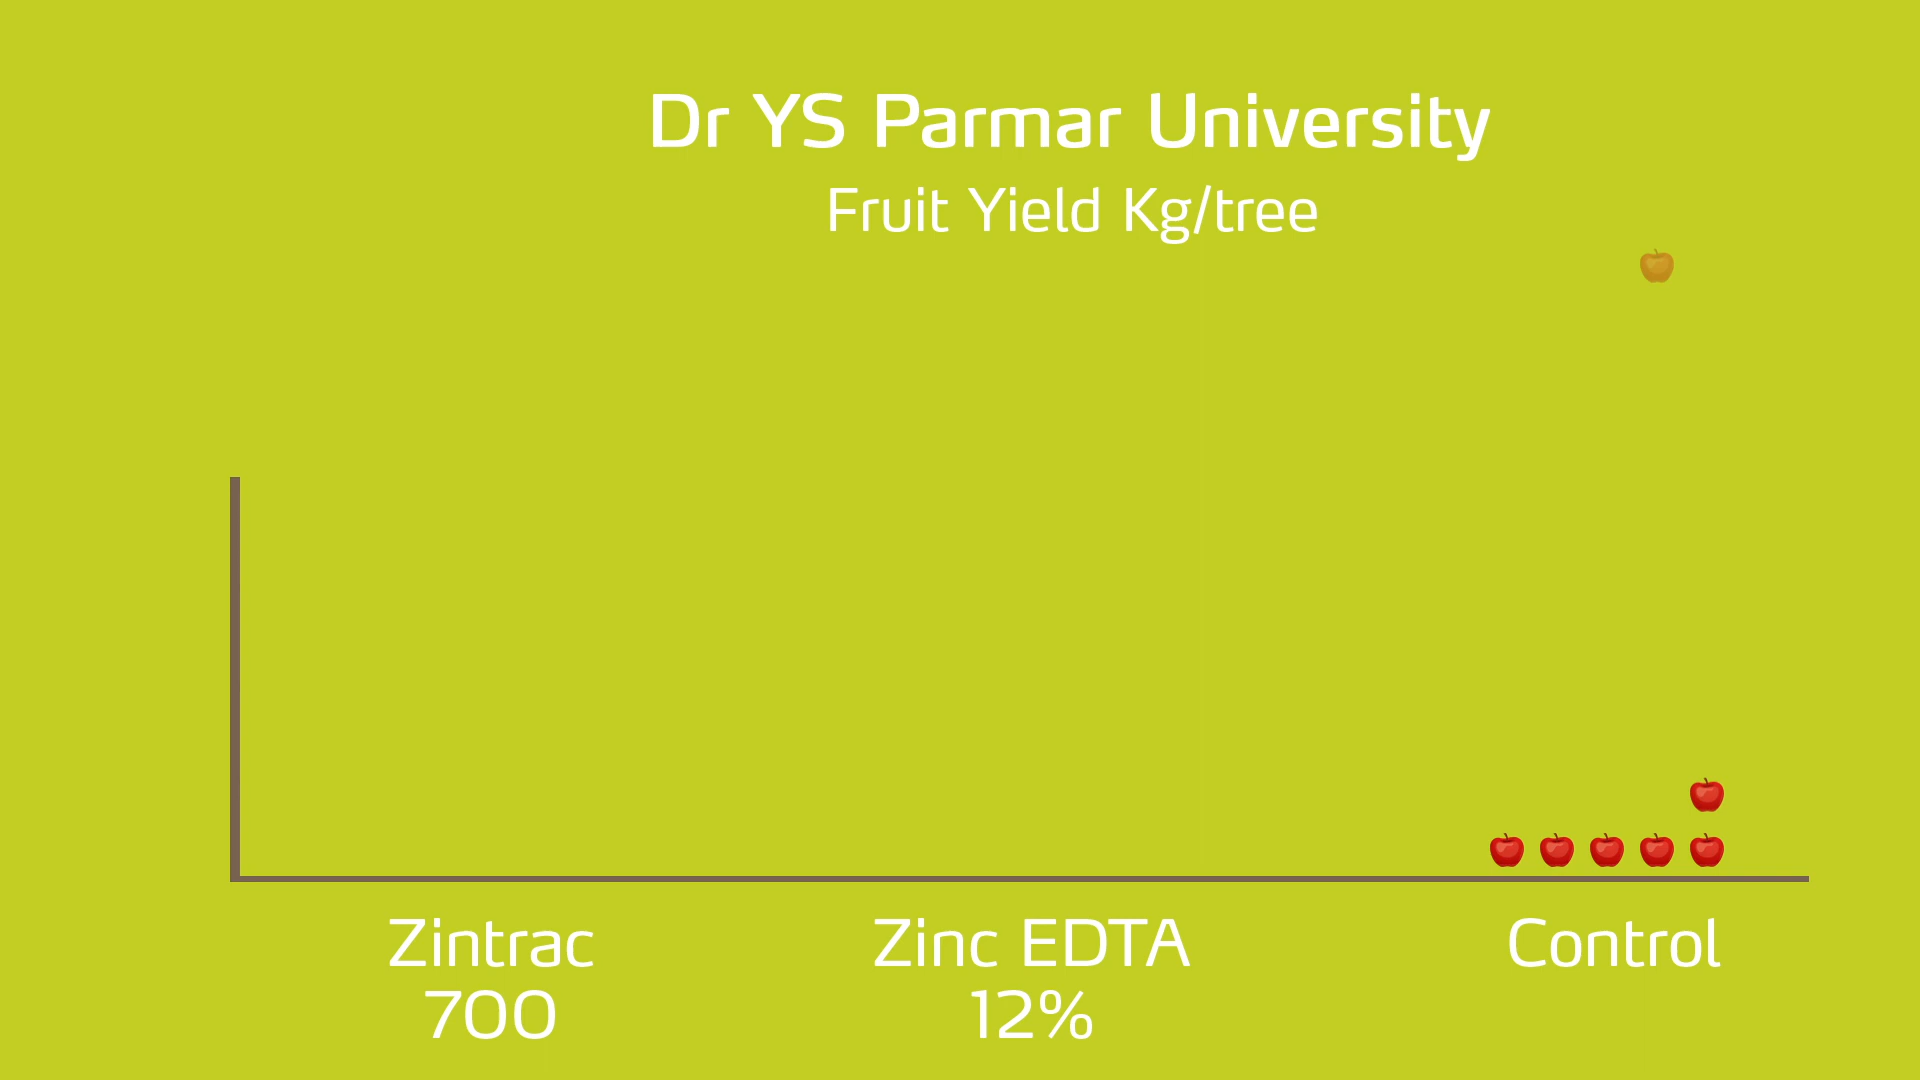 Dr YS Parmar University
Fruit Yield Kg/tree
Zintrac
700
Zinc EDTA
12%
Control